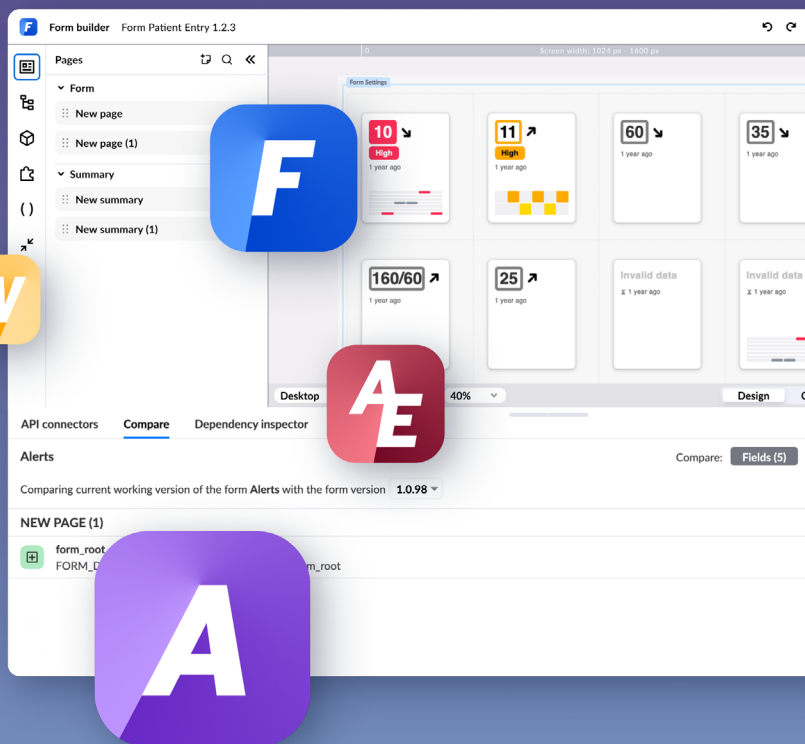 F Form builder Form Patient Entry 1.2.3
Pages
0 Screen width: 1024 px - 1600 px
Form
Form Settings
New page
New page (1)
Summary
New summary
New summary (1)
( )
F
10
High
1 year ago
11
High
1 year ago
60
1 year ago
35
1 year ago
160/60
1 year ago
25
1 year ago
Invalid data
1 year ago
Invalid data
1 year ago
AE
Desktop 40% Design
API connectors Compare Dependency inspector
Alerts Compare: Fields (5)
Comparing current working version of the form Alerts with the form version 1.0.98
NEW PAGE (1)
form_root
FORM_D m_root
A